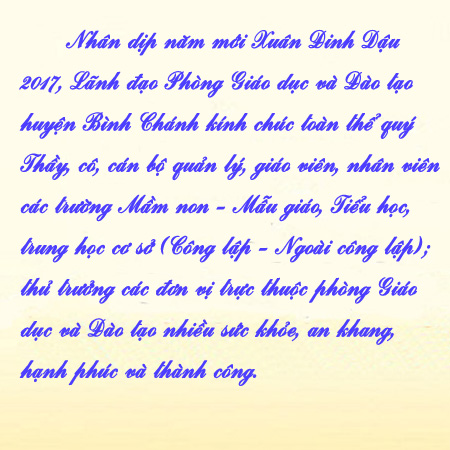 Nhân dịp năm mới Xuân Đinh Dậu
2017, Lãnh đạo Phòng Giáo dục và Đào tạo
huyện Bình Chánh kính chúc toàn thể quý
Thầy, cô, cán bộ quản lý, giáo viên, nhân viên
các trường Mầm non - Mẫu giáo, Tiểu học,
trung học cơ sở (Công lập - Ngoài công lập);
thủ trưởng các đơn vị trực thuộc phòng Giáo
dục và Đào tạo nhiều sức khỏe, an khang,
hạnh phúc và thành công.